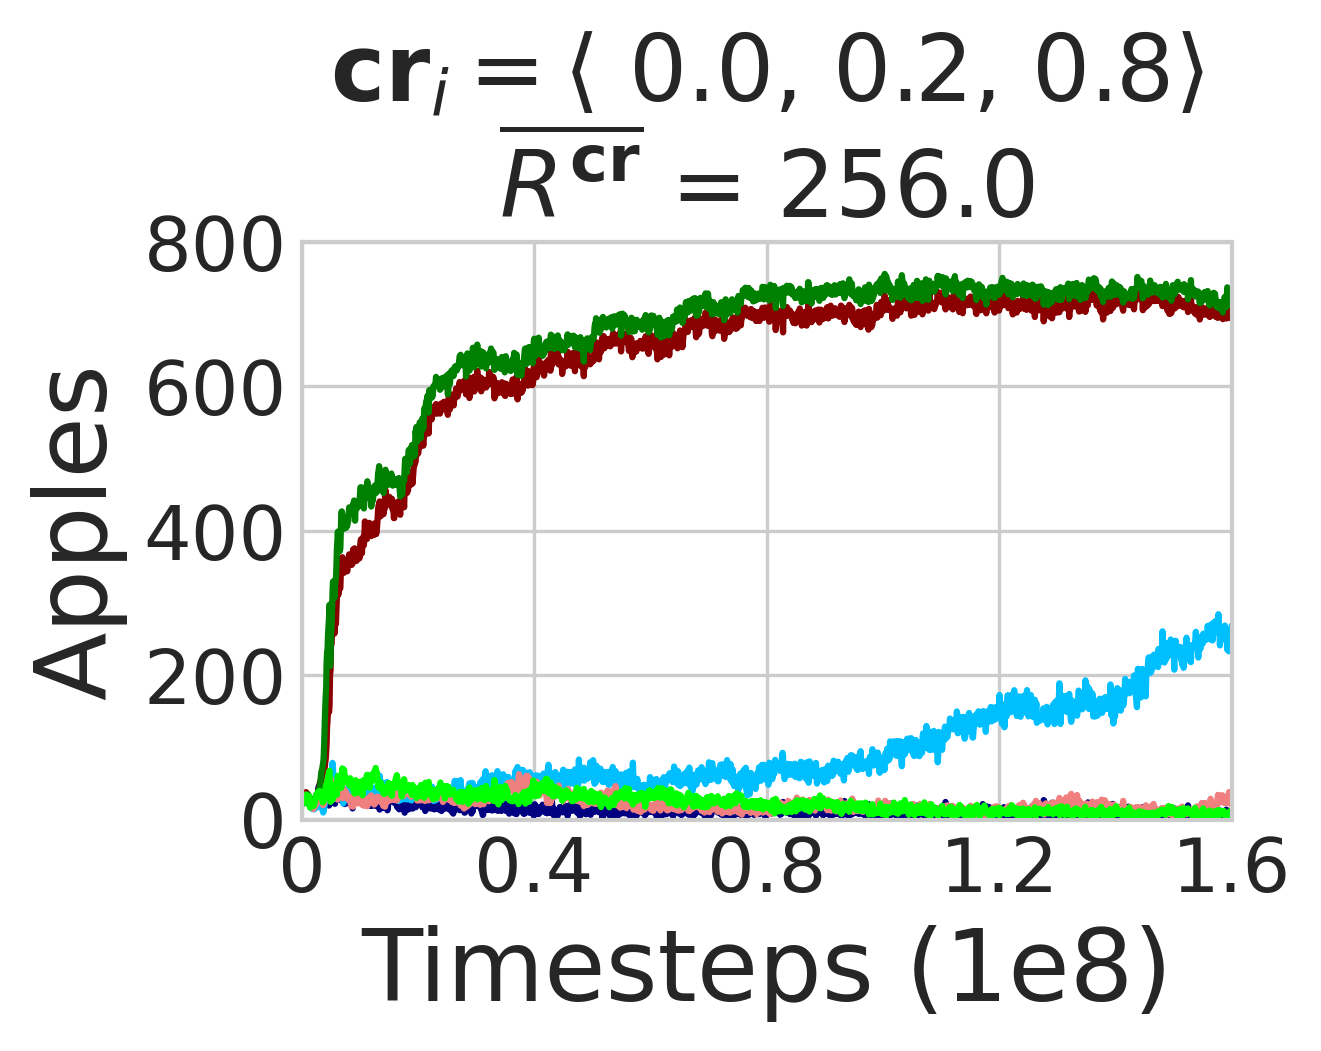 cr_i = ⟨ 0.0, 0.2, 0.8⟩
R^cr = 256.0
800
600
400
200
0
Apples
0 0.4 0.8 1.2 1.6
Timesteps (1e8)